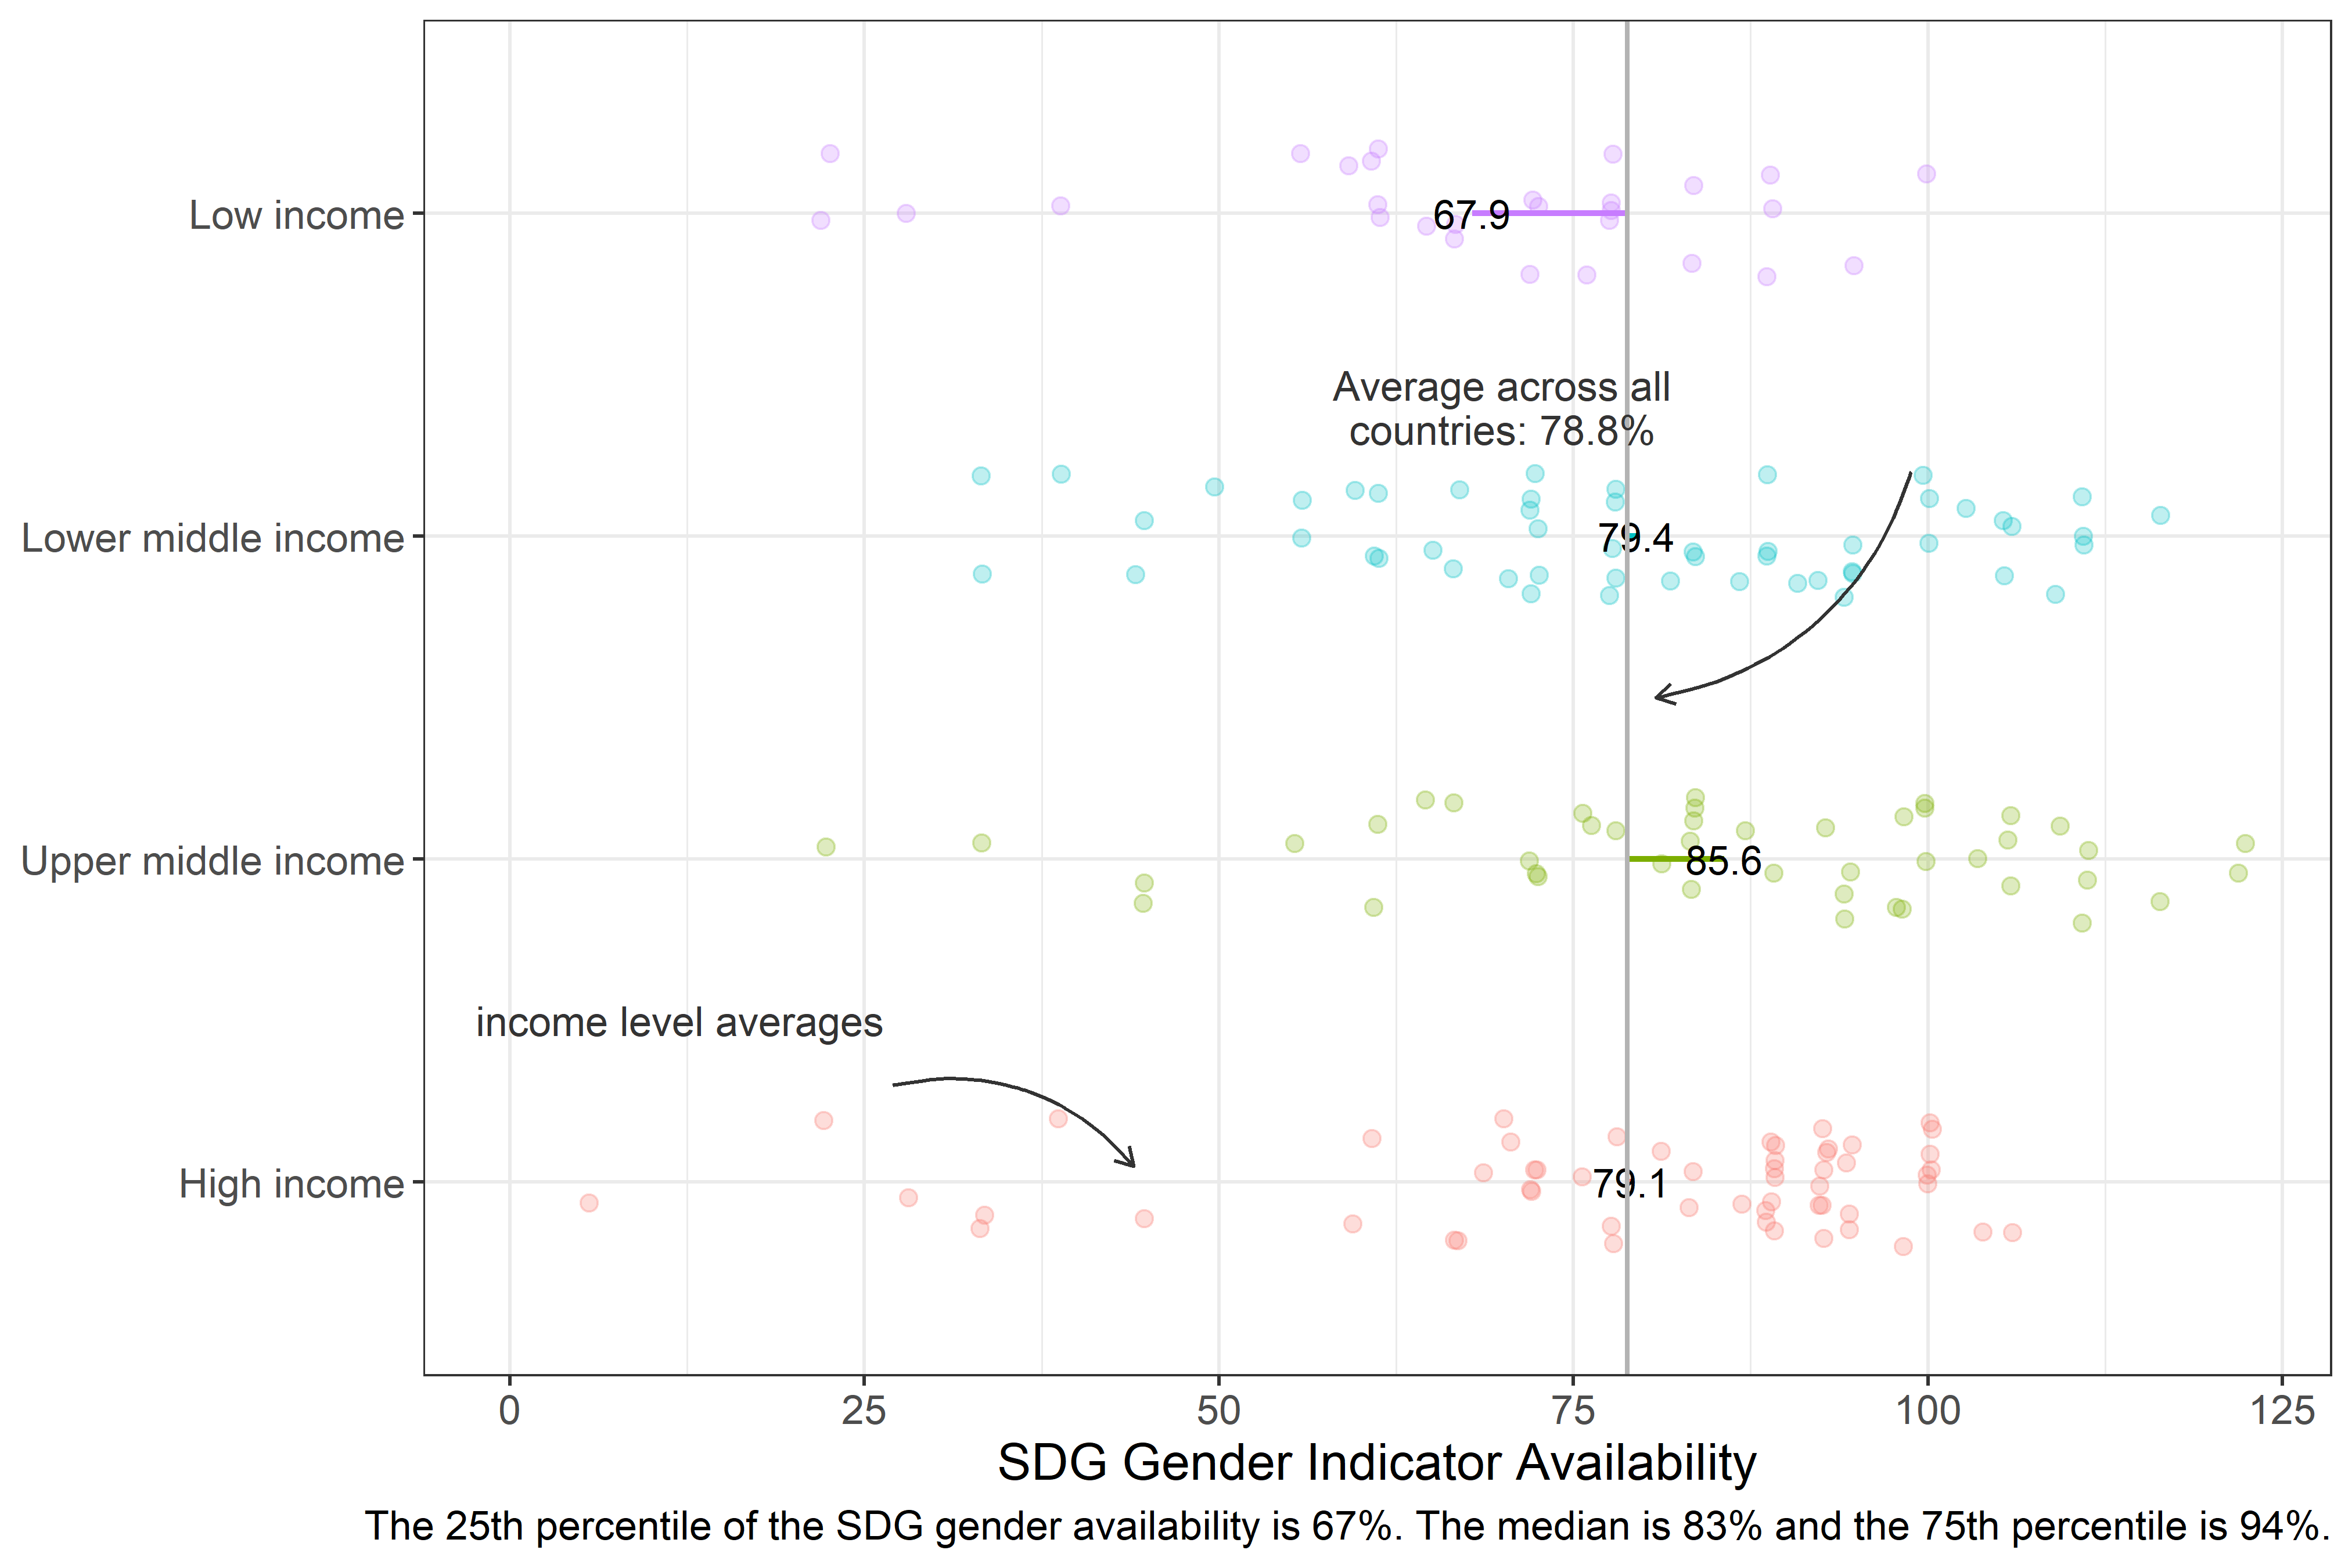 Low income
67.9
Average across all
countries: 78.8%
Lower middle income
79.4
Upper middle income
85.6
income level averages
High income
79.1
0 25 50 75 100 125
SDG Gender Indicator Availability
The 25th percentile of the SDG gender availability is 67%. The median is 83% and the 75th percentile is 94%.